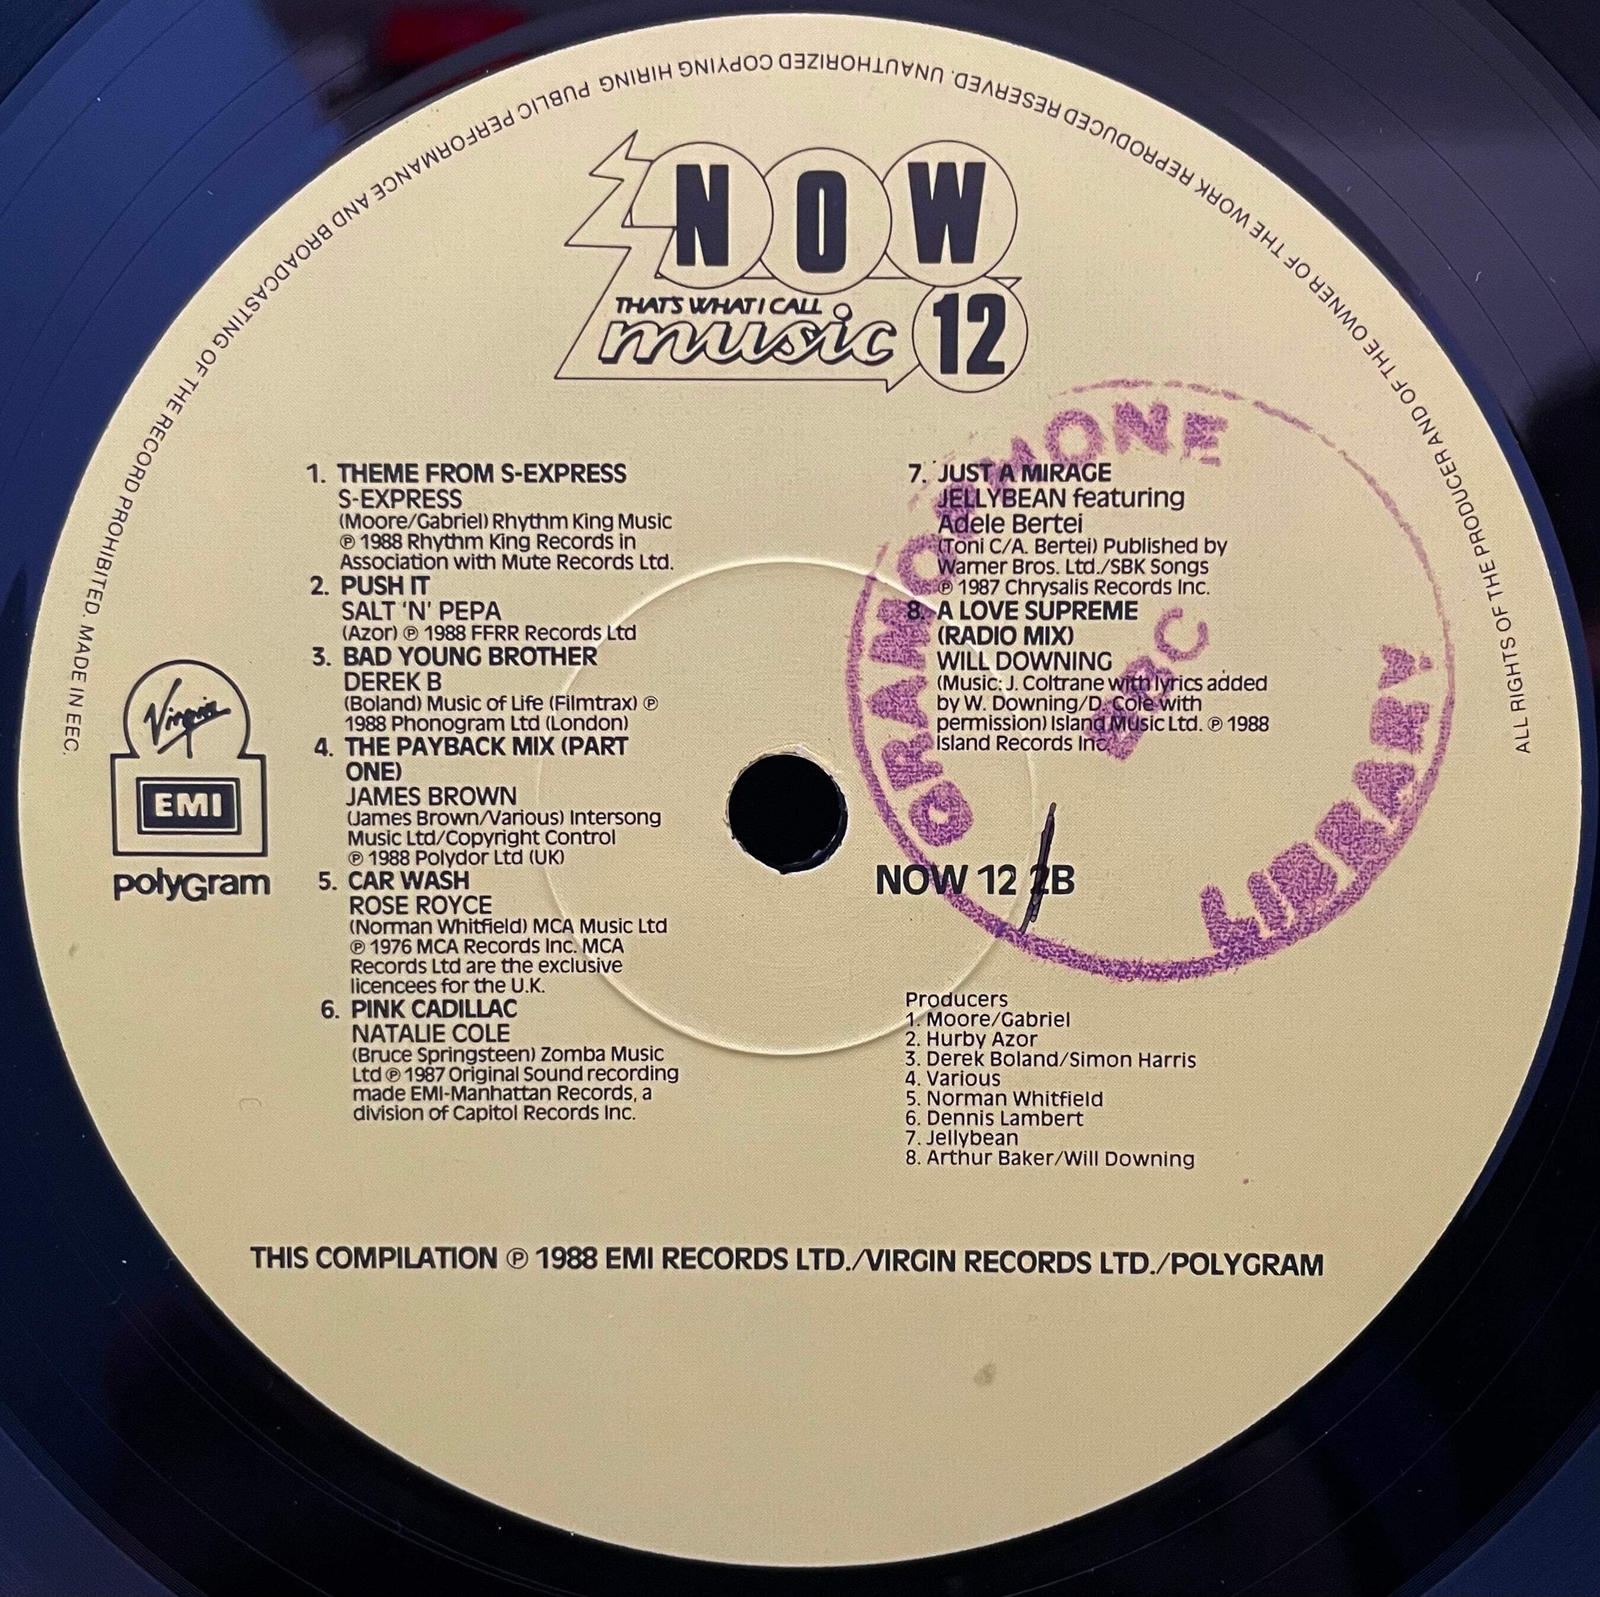 NOW
THAT'S WHAT I CALL
music 12
1. THEME FROM S-EXPRESS
S-EXPRESS
(Moore/Gabriel) Rhythm King Music
℗ 1988 Rhythm King Records in
Association with Mute Records Ltd.
2. PUSH IT
SALT 'N' PEPA
(Azor) ℗ 1988 FFRR Records Ltd
3. BAD YOUNG BROTHER
DEREK B
(Boland) Music of Life (Filmtrax) ℗
1988 Phonogram Ltd (London)
4. THE PAYBACK MIX (PART
ONE)
JAMES BROWN
(James Brown/Various) Intersong
Music Ltd/Copyright Control
℗ 1988 Polydor Ltd (UK)
5. CAR WASH
ROSE ROYCE
(Norman Whitfield) MCA Music Ltd
℗ 1976 MCA Records Inc. MCA
Records Ltd are the exclusive
licencees for the U.K.
6. PINK CADILLAC
NATALIE COLE
(Bruce Springsteen) Zomba Music
Ltd ℗ 1987 Original Sound recording
made EMI-Manhattan Records, a
division of Capitol Records Inc.
7. JUST A MIRAGE
JELLYBEAN featuring
Adele Bertei
(Toni C/A. Bertei) Published by
Warner Bros. Ltd./SBK Songs
℗ 1987 Chrysalis Records Inc.
8. A LOVE SUPREME
(RADIO MIX)
WILL DOWNING
(Music: J. Coltrane with lyrics added
by W. Downing/D. Cole with
permission) Island Music Ltd. ℗ 1988
Island Records Inc.
GRAMOPHONE
BBC
LIBRARY
Virgin
EMI
polyGram
NOW 12 2B
Producers
1. Moore/Gabriel
2. Hurby Azor
3. Derek Boland/Simon Harris
4. Various
5. Norman Whitfield
6. Dennis Lambert
7. Jellybean
8. Arthur Baker/Will Downing
THIS COMPILATION ℗ 1988 EMI RECORDS LTD./VIRGIN RECORDS LTD./POLYGRAM
ALL RIGHTS OF THE PRODUCER AND OF THE OWNER OF THE WORK REPRODUCED RESERVED. UNAUTHORIZED COPYING HIRING PUBLIC PERFORMANCE AND BROADCASTING OF THE RECORD PROHIBITED. MADE IN EEC.